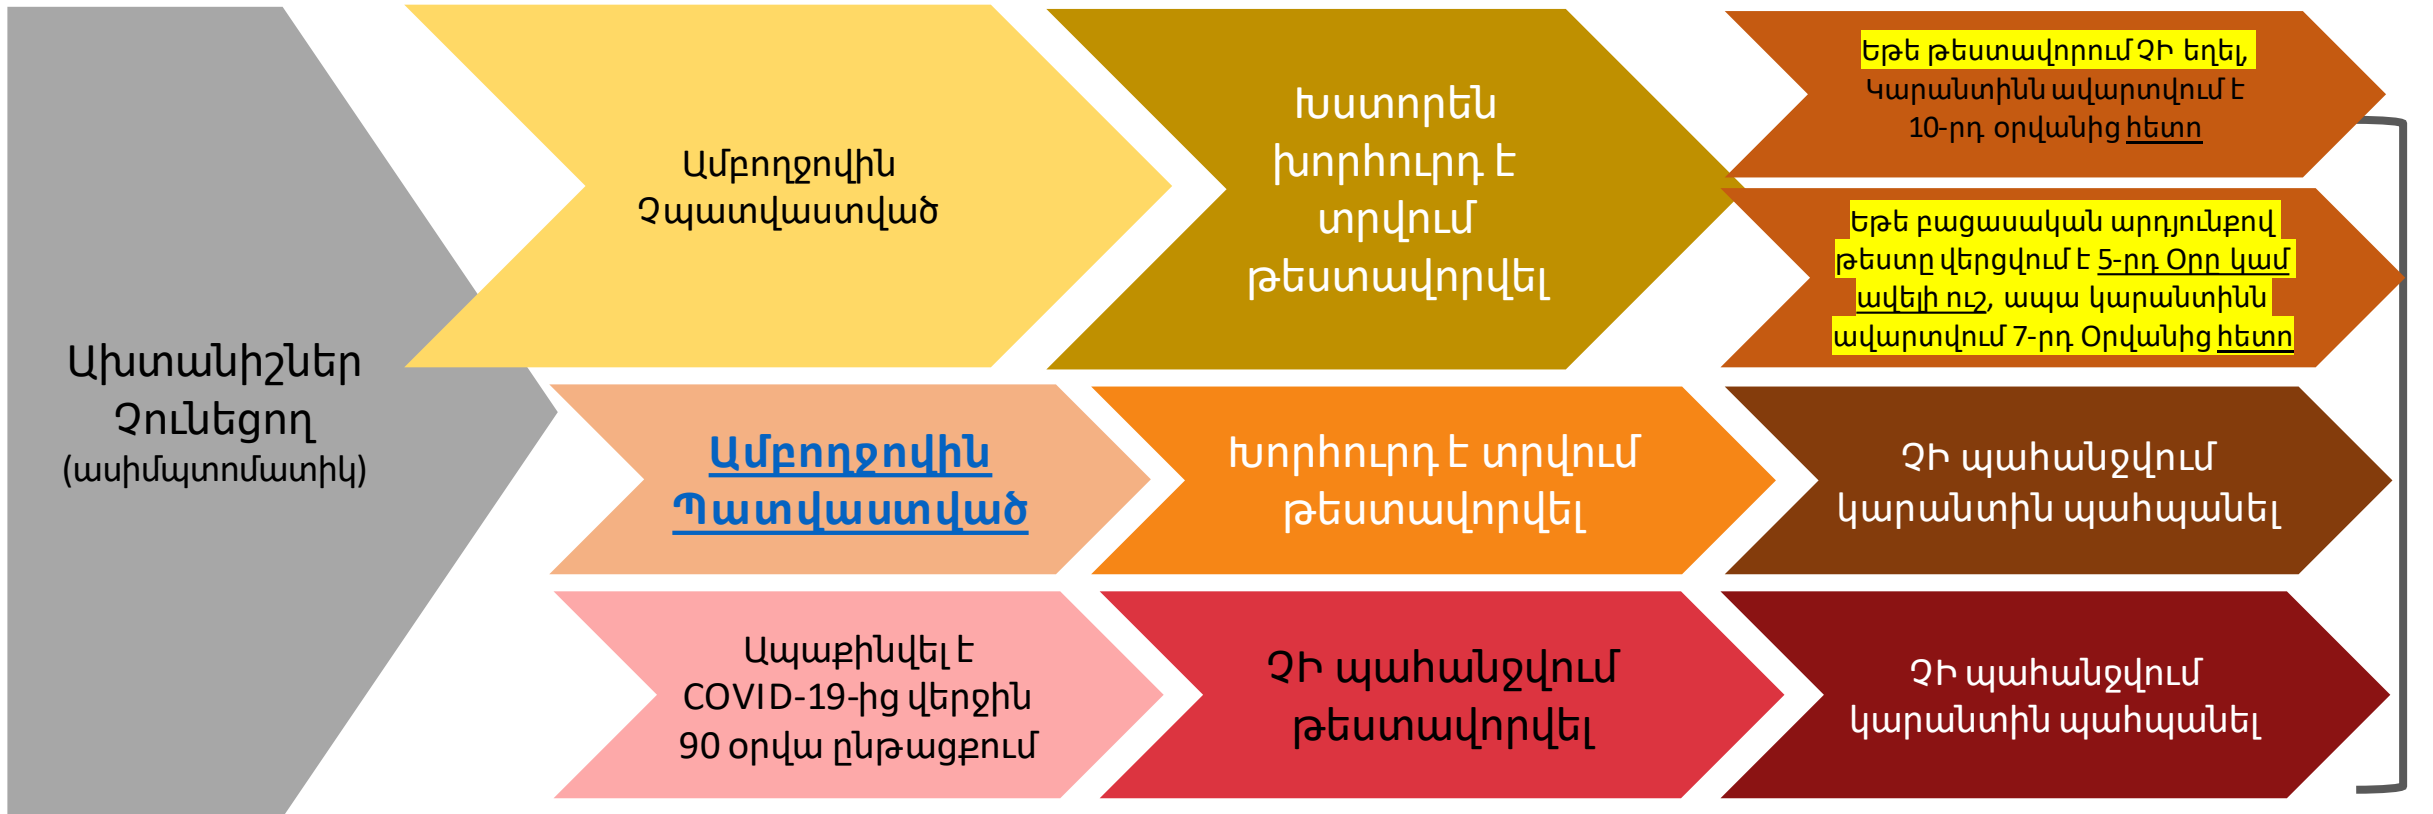 Ախտանիշներ
Չունեցող
(ասիմպտոմատիկ)
Ամբողջովին
Չպատվաստված
Խստորեն
խորհուրդ է
տրվում
թեստավորվել
Եթե թեստավորում ՉԻ եղել,
Կարանտինն ավարտվում է
10-րդ օրվանից հետո
Եթե բացասական արդյունքով
թեստը վերցվում է 5-րդ Օրը կամ
ավելի ուշ, ապա կարանտինն
ավարտվում 7-րդ Օրվանից հետո
Ամբողջովին
Պատվաստված
Խորհուրդ է տրվում
թեստավորվել
ՉԻ պահանջվում
կարանտին պահպանել
Ապաքինվել է
COVID-19-ից վերջին
90 օրվա ընթացքում
ՉԻ պահանջվում
թեստավորվել
ՉԻ պահանջվում
կարանտին պահպանել